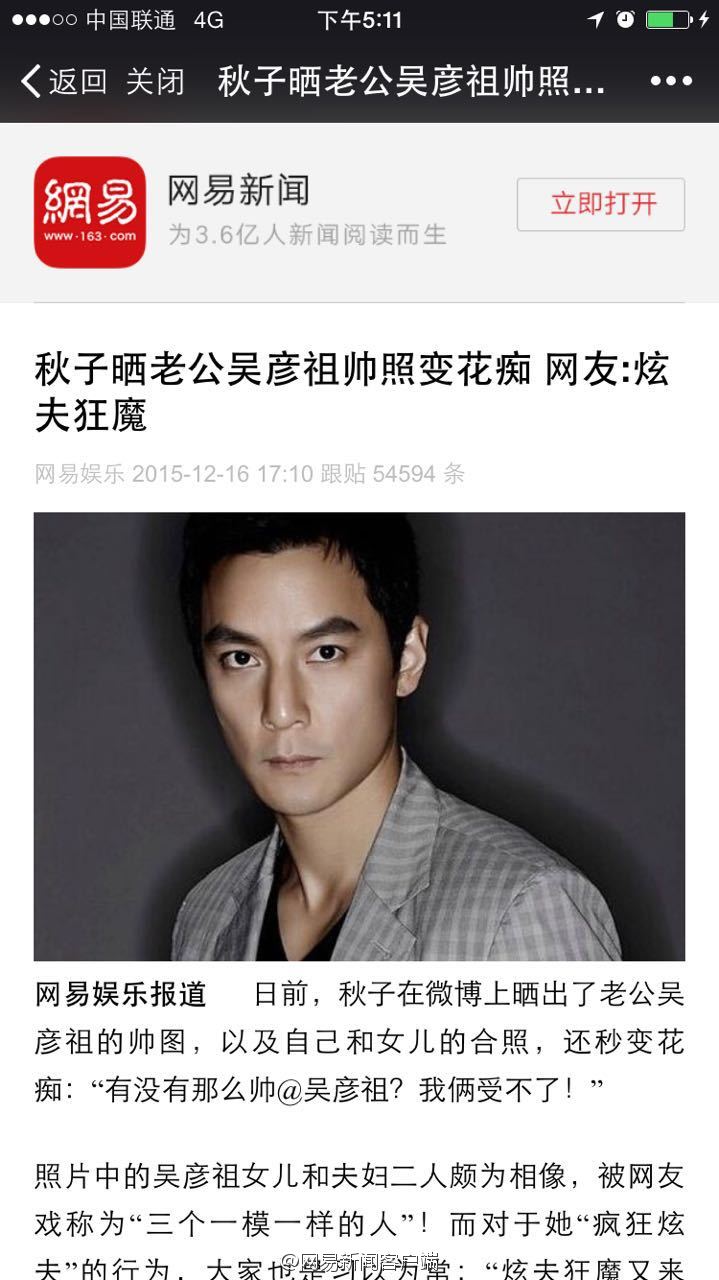 中国联通 4G 下午5:11
返回 关闭 秋子晒老公吴彦祖帅照...
網易
www·163·com
网易新闻
为3.6亿人新闻阅读而生
立即打开
秋子晒老公吴彦祖帅照变花痴 网友:炫
夫狂魔
网易娱乐 2015-12-16 17:10 跟贴 54594 条
网易娱乐报道 日前，秋子在微博上晒出了老公吴
彦祖的帅图，以及自己和女儿的合照，还秒变花
痴：“有没有那么帅@吴彦祖？我俩受不了！”
照片中的吴彦祖女儿和夫妇二人颇为相像，被网友
戏称为“三个一模一样的人”！而对于她“疯狂炫
夫”的行为，大家也是习以为常：“炫夫狂魔又来
@网易新闻客户端